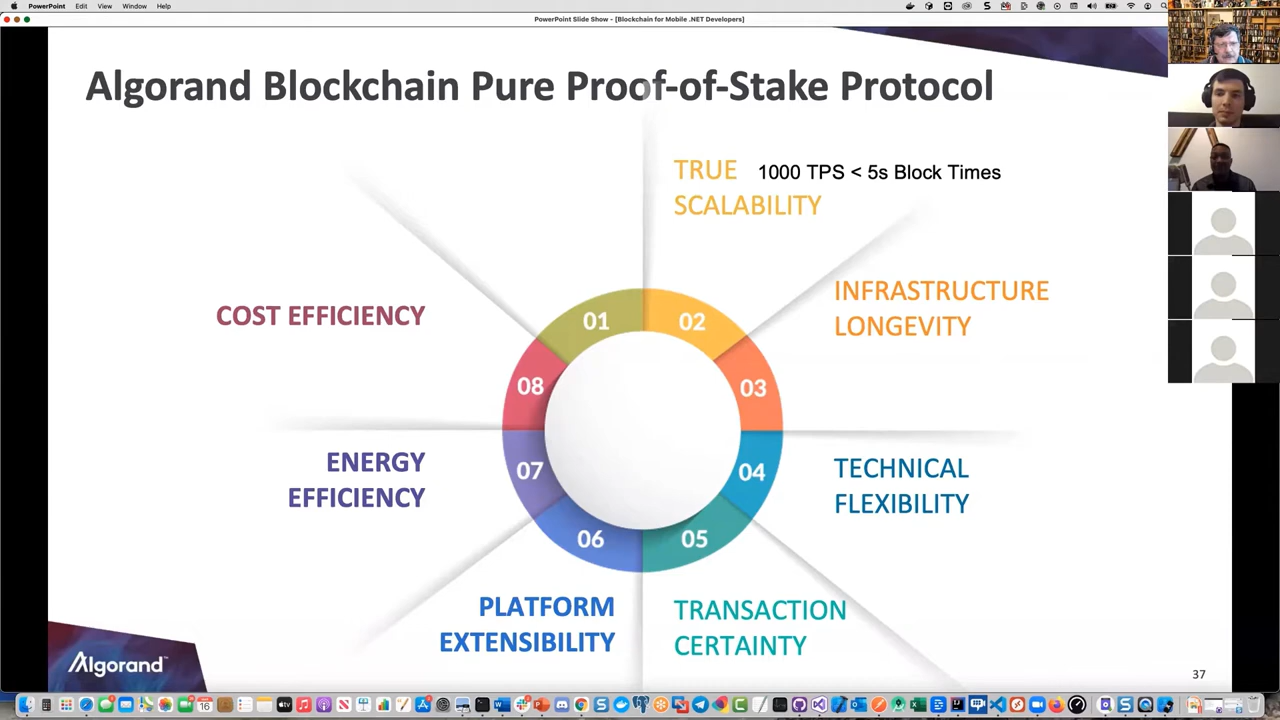 PowerPoint Edit View Window Help
PowerPoint Slide Show - [Blockchain for Mobile .NET Developers]
Algorand Blockchain Pure Proof-of-Stake Protocol
TRUE 1000 TPS < 5s Block Times
SCALABILITY
INFRASTRUCTURE
LONGEVITY
COST EFFICIENCY
01
02
08
03
ENERGY
EFFICIENCY
07
04
TECHNICAL
FLEXIBILITY
06
05
PLATFORM
EXTENSIBILITY
TRANSACTION
CERTAINTY
Algorand
37
16